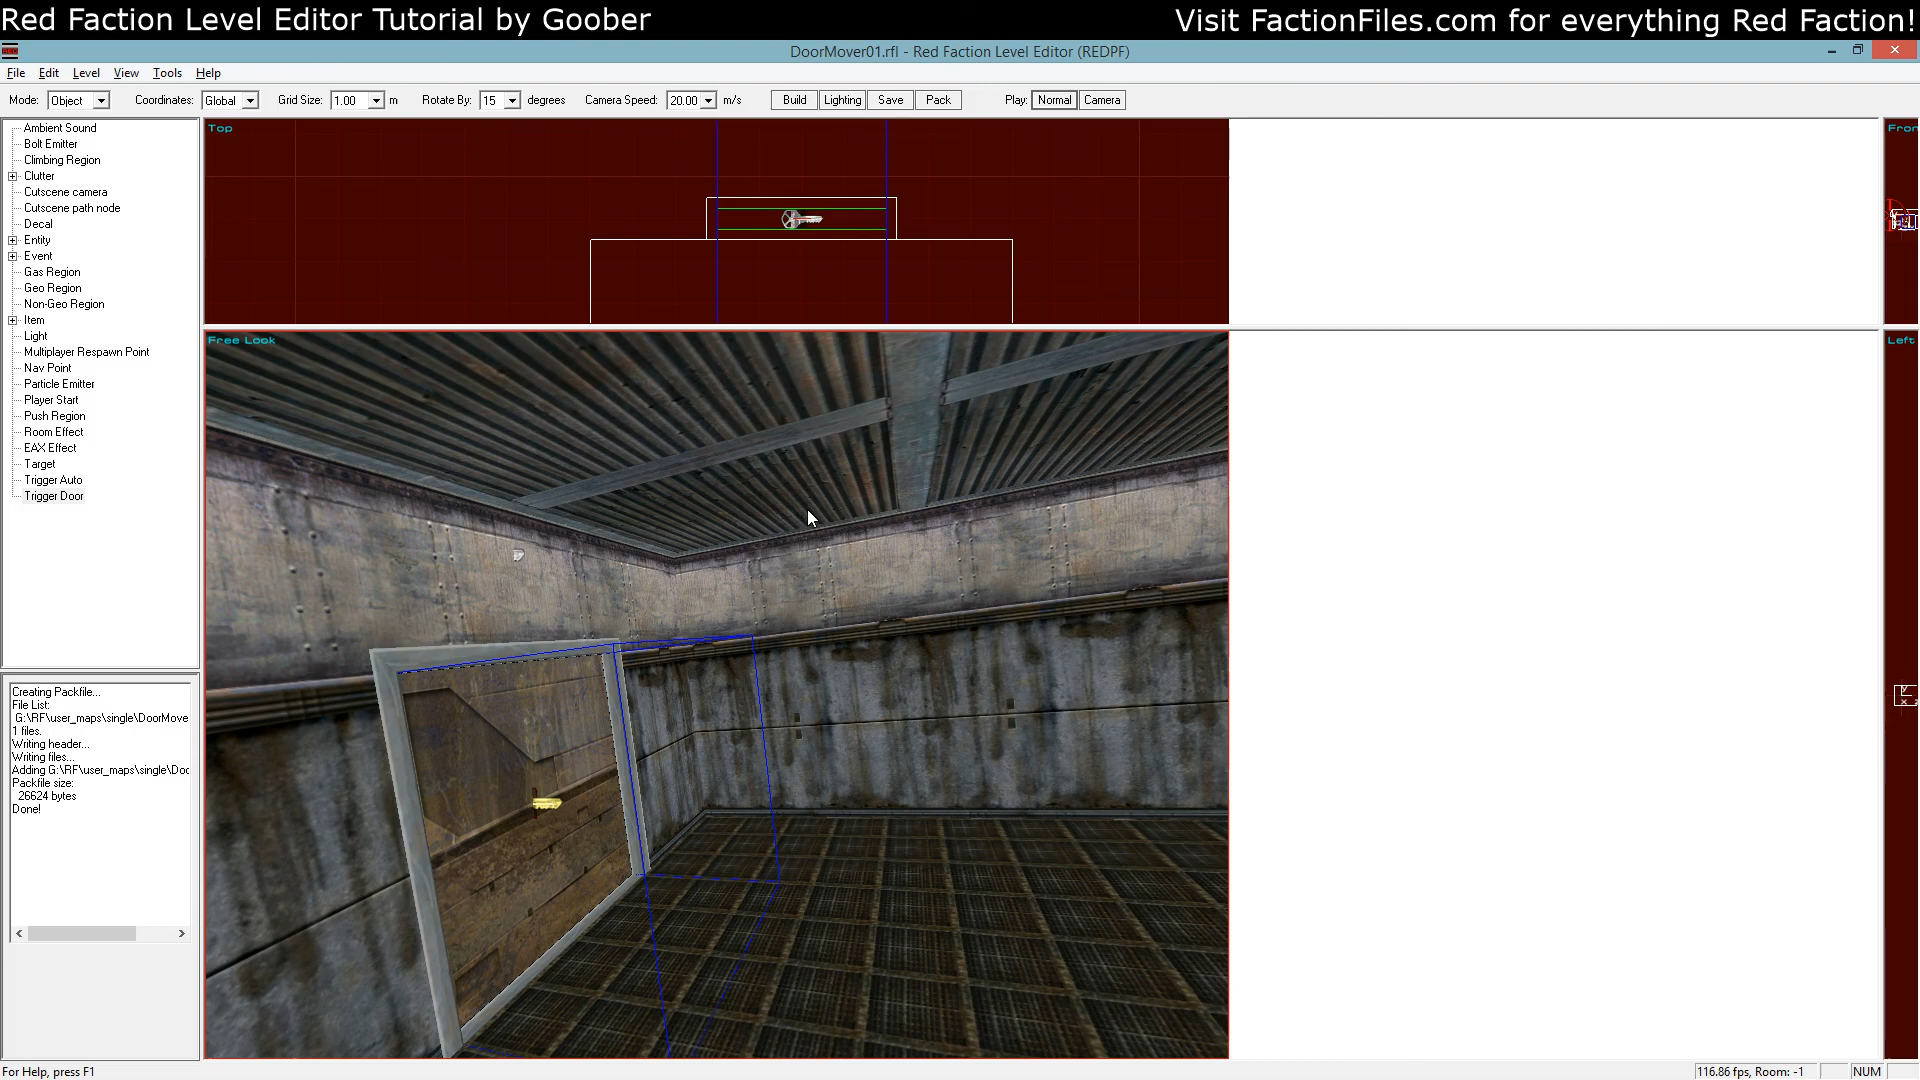 Red Faction Level Editor Tutorial by Goober
Visit FactionFiles.com for everything Red Faction!
DoorMover01.rfl - Red Faction Level Editor (REDPF)
File Edit Level View Tools Help
Mode: Object Coordinates: Global Grid Size: 1.00 m Rotate By: 15 degrees Camera Speed: 20.00 m/s Build Lighting Save Pack Play: Normal Camera
Ambient Sound
Bolt Emitter
Climbing Region
Clutter
Cutscene camera
Cutscene path node
Decal
Entity
Event
Gas Region
Geo Region
Non-Geo Region
Item
Light
Multiplayer Respawn Point
Nav Point
Particle Emitter
Player Start
Push Region
Room Effect
EAX Effect
Target
Trigger Auto
Trigger Door
Top
Fron
Free Look
Left
Creating Packfile...
File List:
G:\RF\user_maps\single\DoorMove
1 files.
Writing header...
Writing files...
Adding G:\RF\user_maps\single\Doo
Packfile size:
26624 bytes
Done!
For Help, press F1
116.86 fps, Room: -1
NUM